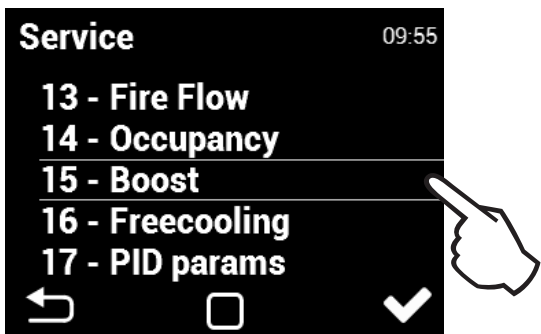 Service 09:55
13 - Fire Flow
14 - Occupancy
15 - Boost
16 - Freecooling
17 - PID params